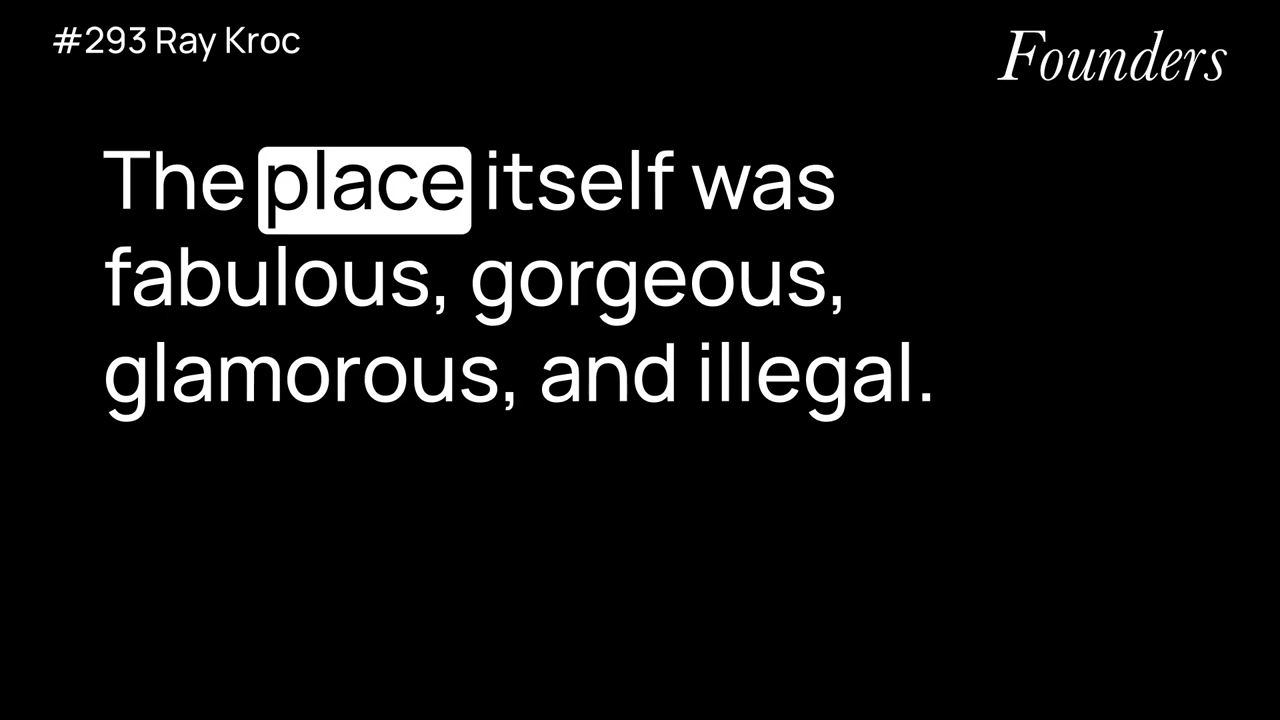 #293 Ray Kroc
Founders
The place itself was
fabulous, gorgeous,
glamorous, and illegal.